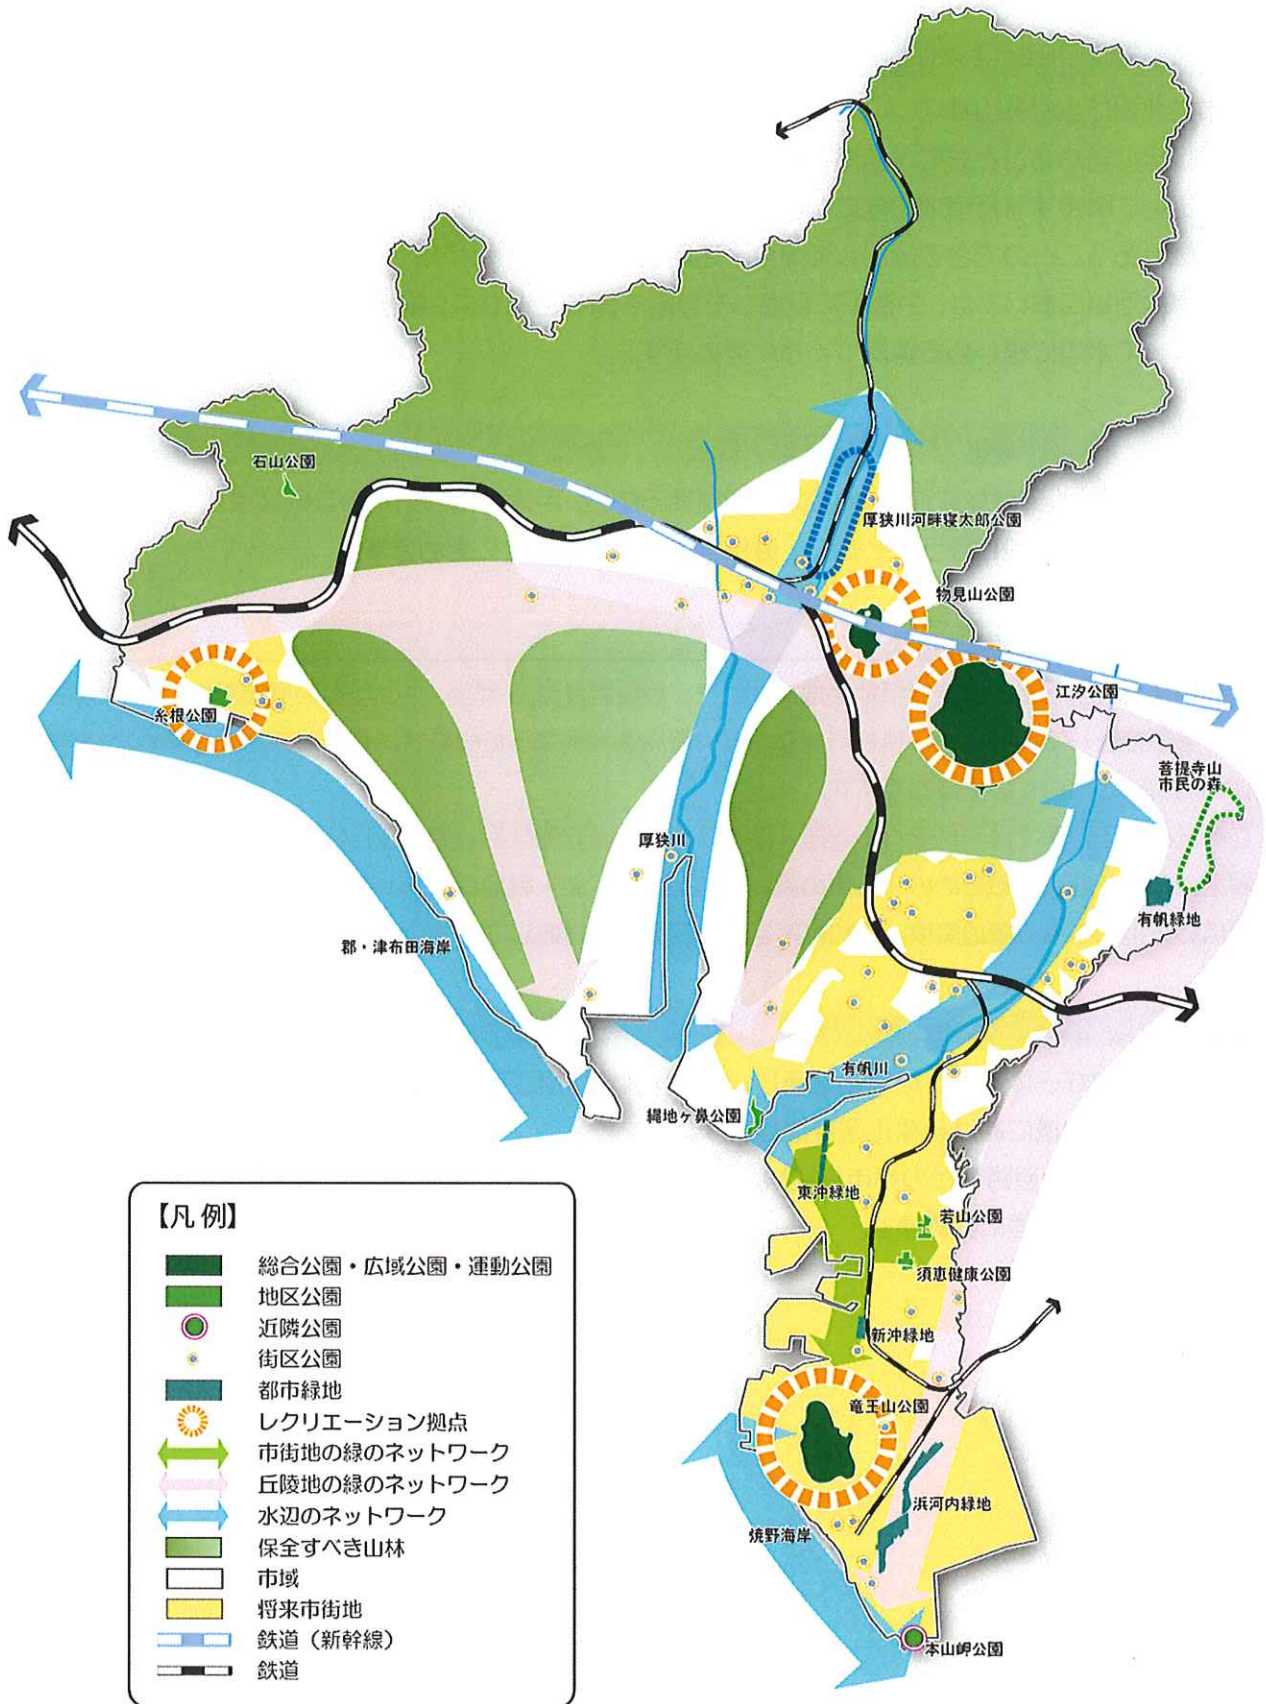 石山公園
厚狭川河畔寝太郎公園
物見山公園
江汐公園
糸根公園
菩提寺山
市民の森
厚狭川
有帆緑地
郡・津布田海岸
有帆川
縄地ヶ鼻公園
東沖緑地
若山公園
須恵健康公園
新沖緑地
竜王山公園
浜河内緑地
焼野海岸
本山岬公園
【凡例】
総合公園・広域公園・運動公園
地区公園
近隣公園
街区公園
都市緑地
レクリエーション拠点
市街地の緑のネットワーク
丘陵地の緑のネットワーク
水辺のネットワーク
保全すべき山林
市域
将来市街地
鉄道（新幹線）
鉄道